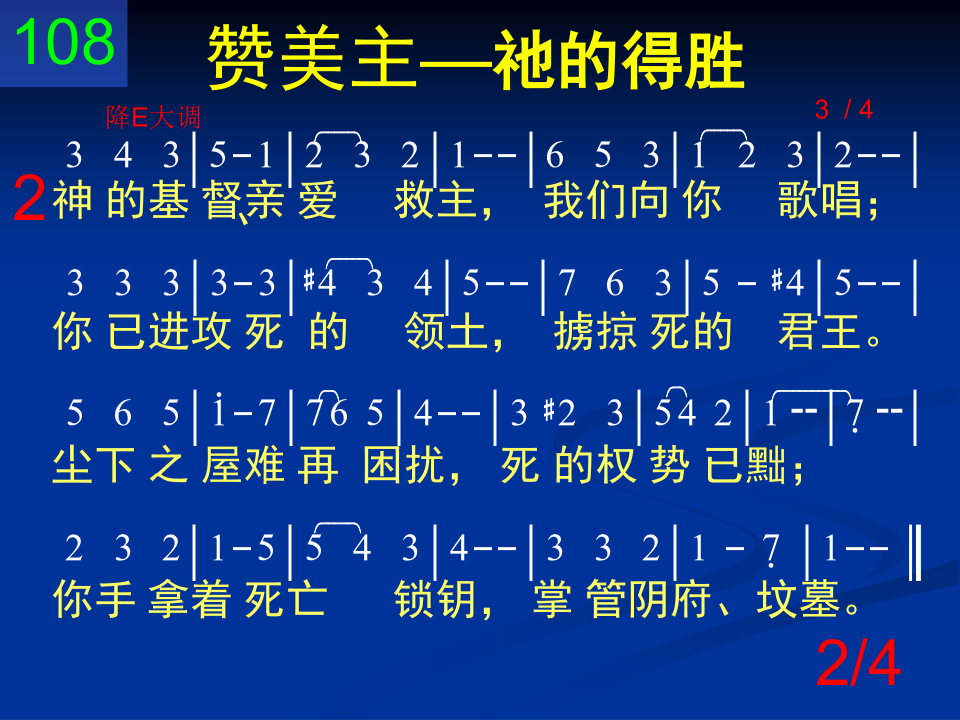 108
赞美主—祂的得胜
降E大调
3 / 4
3 4 3|5-1|2 3 2|1--|6 5 3|1 2 3|2--|
2
神的基督、亲爱 救主， 我们向你 歌唱；
3 3 3|3-3|♯4 3 4|5--|7 6 3|5 - ♯4|5--|
你已进攻死的 领土， 掳掠死的 君王。
5 6 5|i-7|76 5|4--|3 ♯2 3|54 2|1 --|7̣ --|
尘下之屋难再 困扰， 死的权势已黜；
2 3 2|1-5|5 4 3|4--|3 3 2|1 - 7̣ |1--‖
你手拿着死亡 锁钥， 掌管阴府、坟墓。
2/4